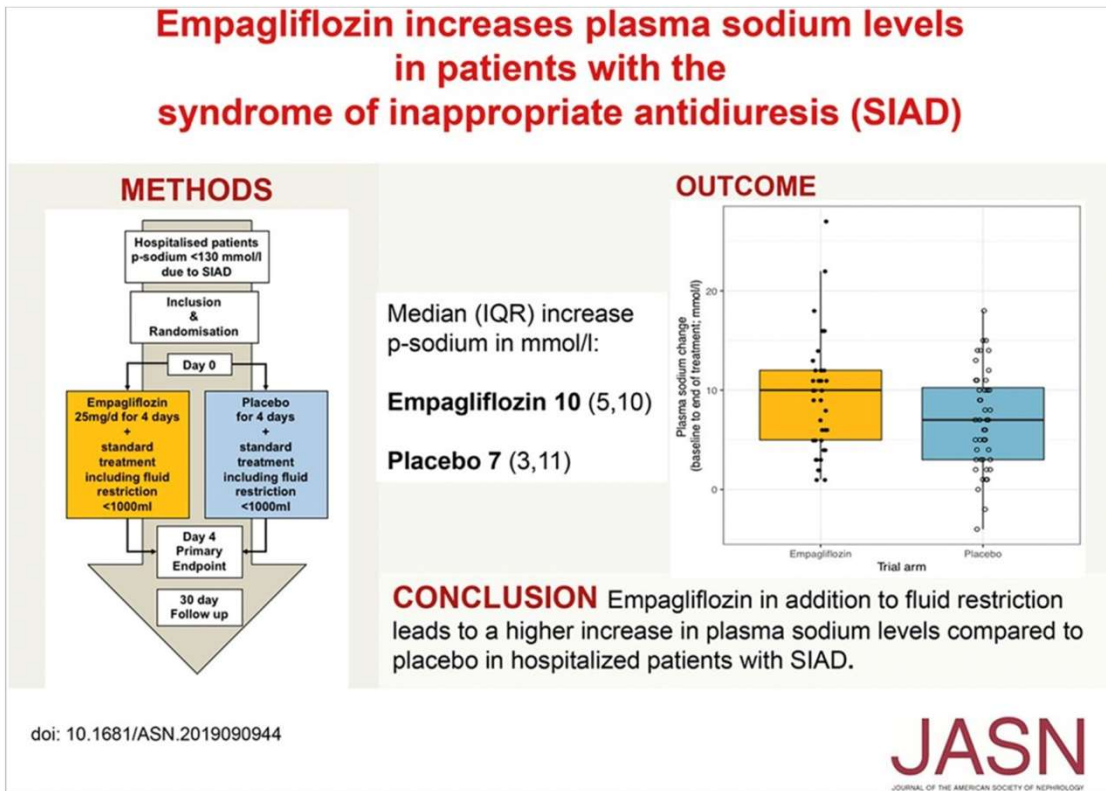 Empagliflozin increases plasma sodium levels
in patients with the
syndrome of inappropriate antidiuresis (SIAD)
METHODS
Hospitalised patients
p-sodium <130 mmol/l
due to SIAD
Inclusion
&
Randomisation
Day 0
Empagliflozin
25mg/d for 4 days
+
standard
treatment
including fluid
restriction
<1000ml
Placebo
for 4 days
+
standard
treatment
including fluid
restriction
<1000ml
Day 4
Primary
Endpoint
30 day
Follow up
Median (IQR) increase
p-sodium in mmol/l:
Empagliflozin 10 (5,10)
Placebo 7 (3,11)
OUTCOME
Plasma sodium change
(baseline to end of treatment; mmol/l)
20
10
0
Empagliflozin
Placebo
Trial arm
CONCLUSION Empagliflozin in addition to fluid restriction
leads to a higher increase in plasma sodium levels compared to
placebo in hospitalized patients with SIAD.
doi: 10.1681/ASN.2019090944
JASN
JOURNAL OF THE AMERICAN SOCIETY OF NEPHROLOGY